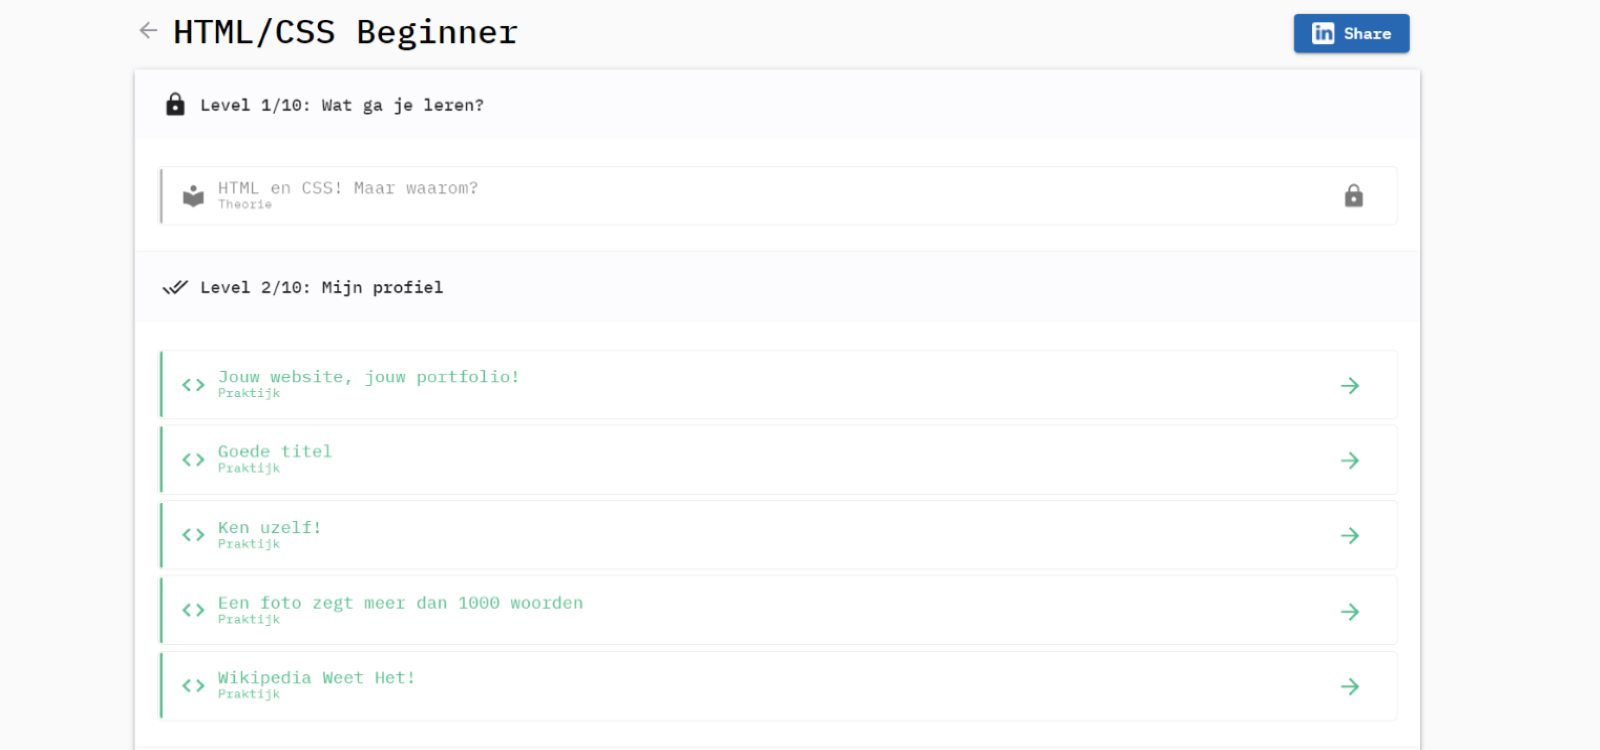 HTML/CSS Beginner
in Share
Level 1/10: Wat ga je leren?
HTML en CSS! Maar waarom?
Theorie
Level 2/10: Mijn profiel
Jouw website, jouw portfolio!
Praktijk
Goede titel
Praktijk
Ken uzelf!
Praktijk
Een foto zegt meer dan 1000 woorden
Praktijk
Wikipedia Weet Het!
Praktijk